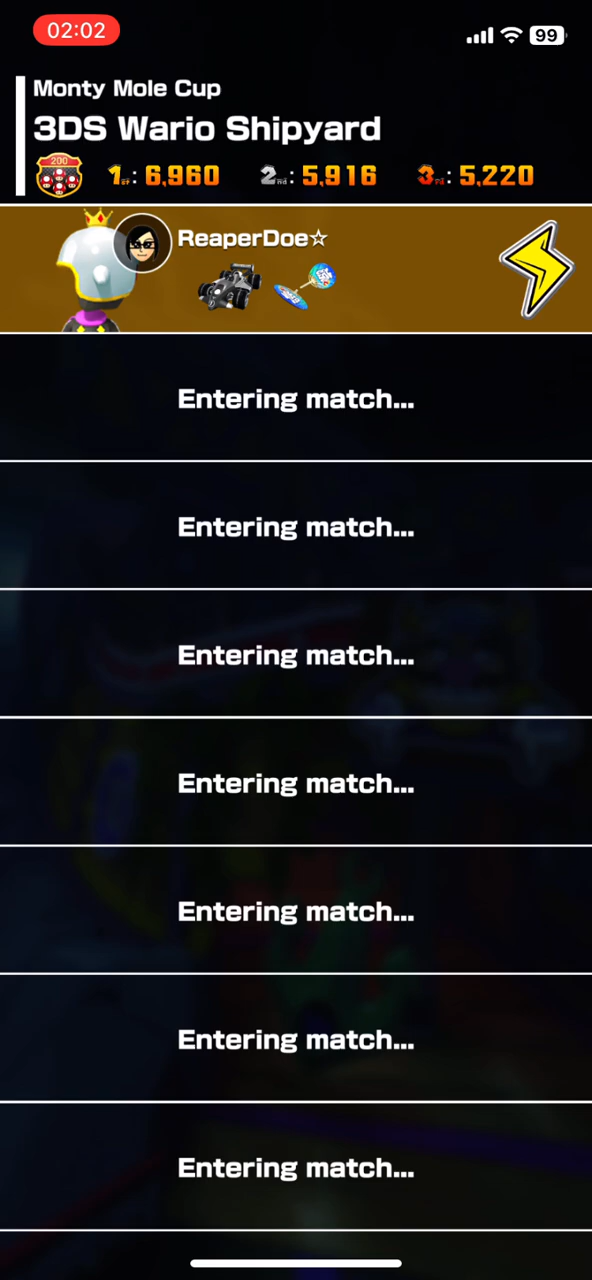 02:02
99
Monty Mole Cup
3DS Wario Shipyard
200 1st: 6,960 2nd: 5,916 3rd: 5,220
ReaperDoe☆
Entering match...
Entering match...
Entering match...
Entering match...
Entering match...
Entering match...
Entering match...